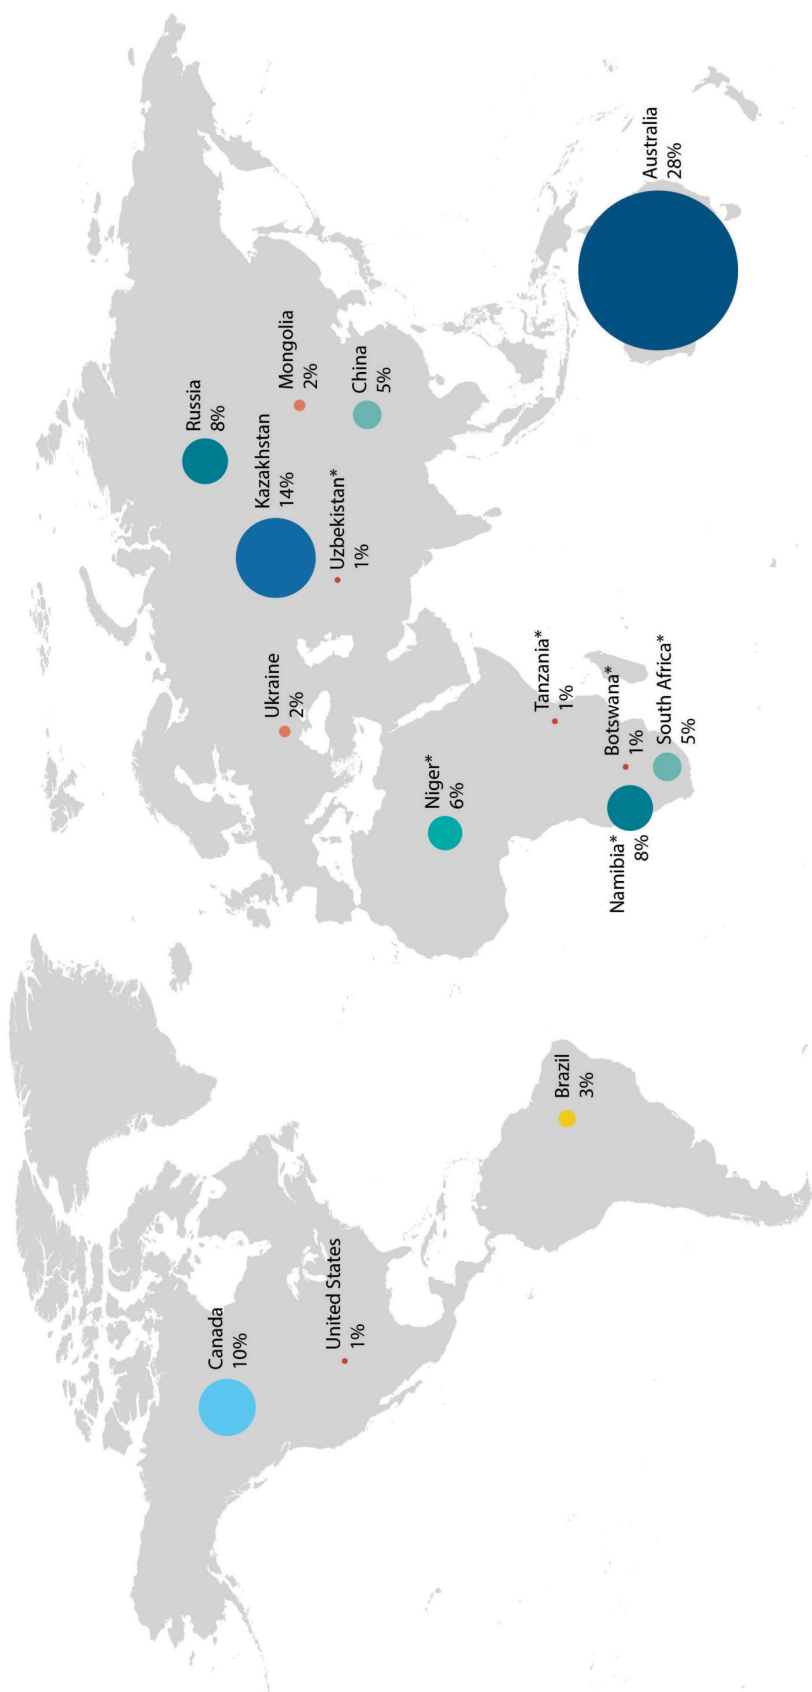 Canada
10%
United States
1%
Brazil
3%
Ukraine
2%
Niger*
6%
Namibia*
8%
Tanzania*
1%
Botswana*
1%
South Africa*
5%
Russia
8%
Kazakhstan
14%
Uzbekistan*
1%
Mongolia
2%
China
5%
Australia
28%